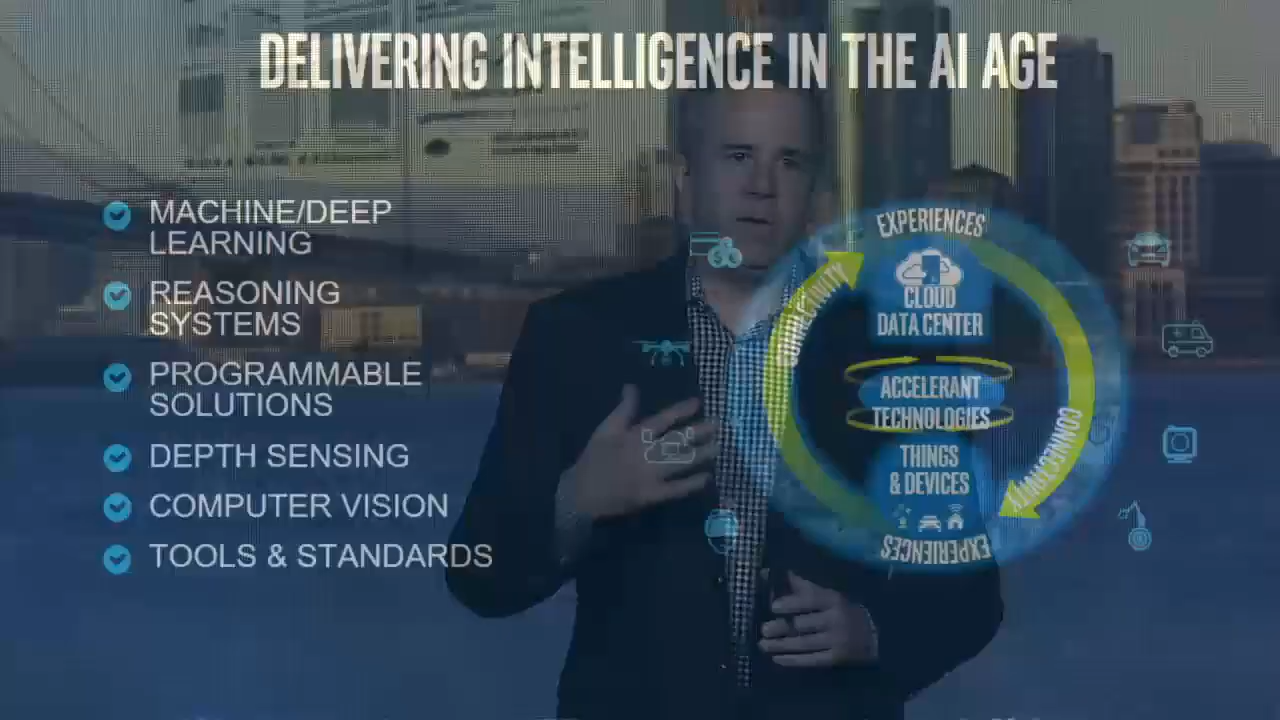 DELIVERING INTELLIGENCE IN THE AI AGE
MACHINE/DEEP
LEARNING
REASONING
SYSTEMS
PROGRAMMABLE
SOLUTIONS
DEPTH SENSING
COMPUTER VISION
TOOLS & STANDARDS
EXPERIENCES
CONNECTIVITY
CLOUD
DATA CENTER
ACCELERANT
TECHNOLOGIES
THINGS
& DEVICES
CONNECTIVITY
EXPERIENCES